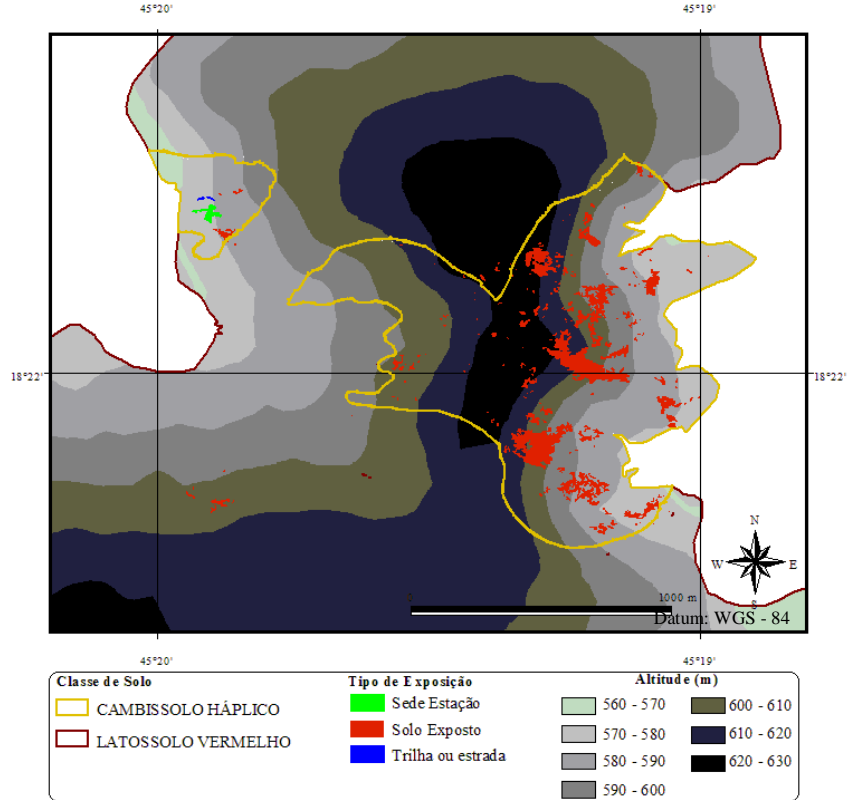 45°20' 45°19'
18°22' 18°22'
N
W E
S
0 1000 m
Datum: WGS - 84
45°20' 45°19'
Classe de Solo
CAMBISSOLO HÁPLICO
LATOSSOLO VERMELHO
Tipo de Exposição
Sede Estação
Solo Exposto
Trilha ou estrada
Altitude (m)
560 - 570
570 - 580
580 - 590
590 - 600
600 - 610
610 - 620
620 - 630